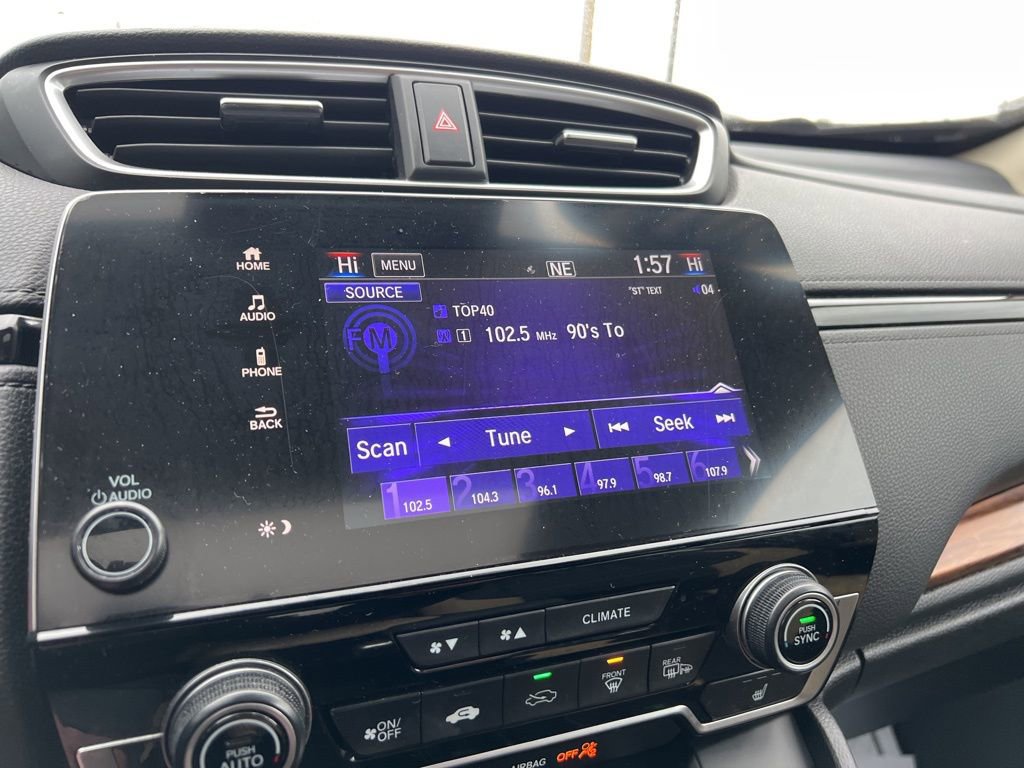 Hi MENU NE 1:57 Hi
SOURCE "ST" TEXT 04
TOP40
FM 1 102.5 MHz 90's To
Scan Tune Seek
1 102.5 2 104.3 3 96.1 4 97.9 5 98.7 6 107.9
HOME
AUDIO
PHONE
BACK
VOL
AUDIO
CLIMATE
PUSH
SYNC
FRONT
REAR
ON/
OFF
PUSH
AUTO
AIRBAG OFF